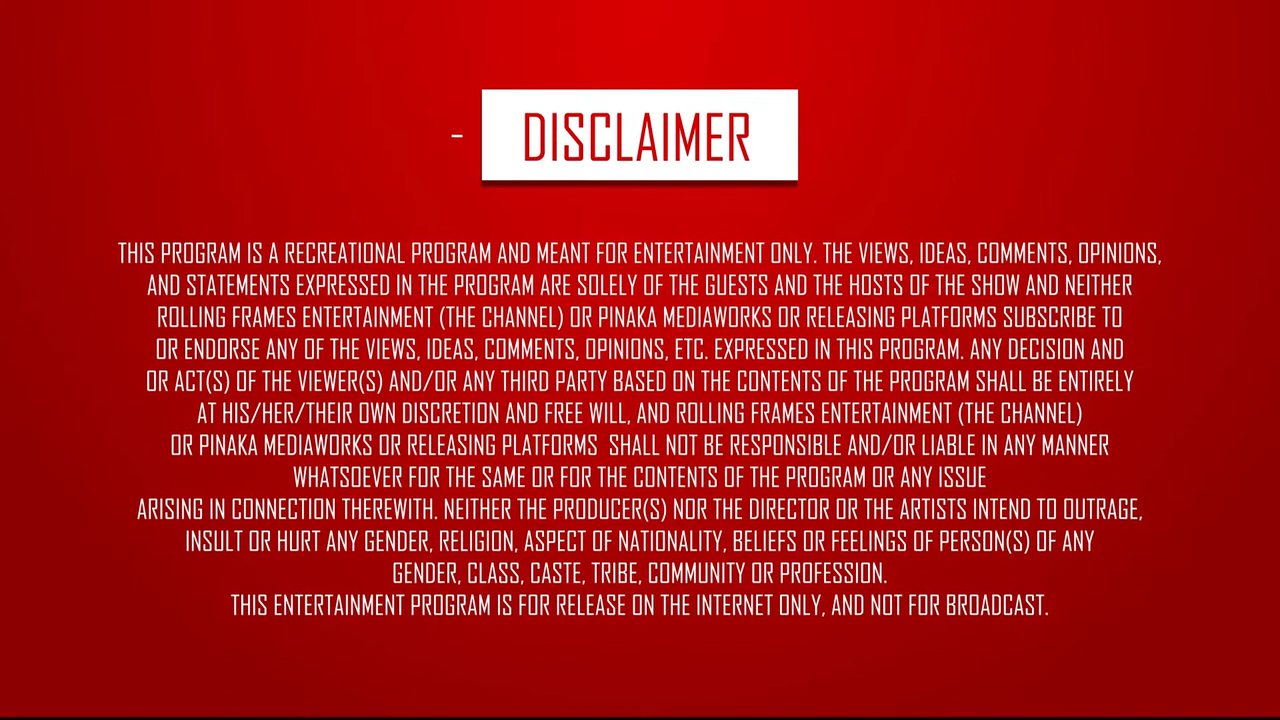 - DISCLAIMER
THIS PROGRAM IS A RECREATIONAL PROGRAM AND MEANT FOR ENTERTAINMENT ONLY. THE VIEWS, IDEAS, COMMENTS, OPINIONS,
AND STATEMENTS EXPRESSED IN THE PROGRAM ARE SOLELY OF THE GUESTS AND THE HOSTS OF THE SHOW AND NEITHER
ROLLING FRAMES ENTERTAINMENT (THE CHANNEL) OR PINAKA MEDIAWORKS OR RELEASING PLATFORMS SUBSCRIBE TO
OR ENDORSE ANY OF THE VIEWS, IDEAS, COMMENTS, OPINIONS, ETC. EXPRESSED IN THIS PROGRAM. ANY DECISION AND
OR ACT(S) OF THE VIEWER(S) AND/OR ANY THIRD PARTY BASED ON THE CONTENTS OF THE PROGRAM SHALL BE ENTIRELY
AT HIS/HER/THEIR OWN DISCRETION AND FREE WILL, AND ROLLING FRAMES ENTERTAINMENT (THE CHANNEL)
OR PINAKA MEDIAWORKS OR RELEASING PLATFORMS SHALL NOT BE RESPONSIBLE AND/OR LIABLE IN ANY MANNER
WHATSOEVER FOR THE SAME OR FOR THE CONTENTS OF THE PROGRAM OR ANY ISSUE
ARISING IN CONNECTION THEREWITH. NEITHER THE PRODUCER(S) NOR THE DIRECTOR OR THE ARTISTS INTEND TO OUTRAGE,
INSULT OR HURT ANY GENDER, RELIGION, ASPECT OF NATIONALITY, BELIEFS OR FEELINGS OF PERSON(S) OF ANY
GENDER, CLASS, CASTE, TRIBE, COMMUNITY OR PROFESSION.
THIS ENTERTAINMENT PROGRAM IS FOR RELEASE ON THE INTERNET ONLY, AND NOT FOR BROADCAST.